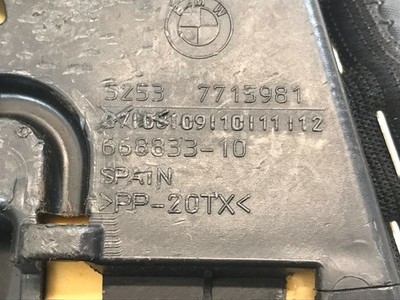 BMW
5253 7715981
07|08|09|10|11|12
668833-10
SPAIN
>PP-20TX<